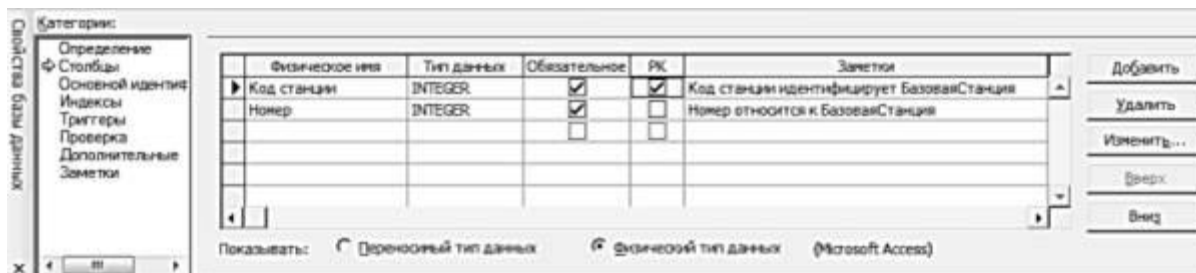 Свойства базы данных
Категории:
Определение
Столбцы
Основной идентиф
Индексы
Триггеры
Проверка
Дополнительные
Заметки
Физическое имя Тип данных Обязательное PK Заметки
Код станции INTEGER Код станции идентифицирует БазоваяСтанция
Номер INTEGER Номер относится к БазоваяСтанция
Добавить
Удалить
Изменить...
Вверх
Вниз
Показывать: Переносимый тип данных Физический тип данных (Microsoft Access)